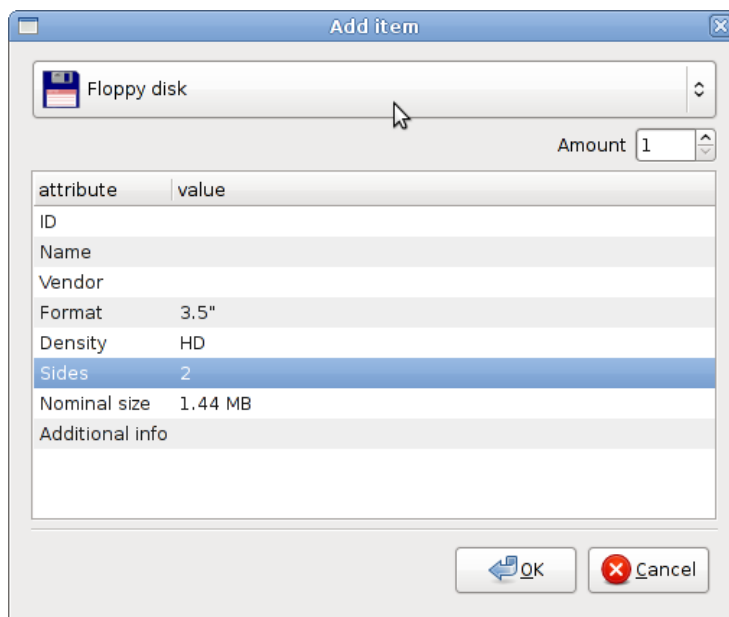 Add item
Floppy disk
Amount 1
attribute value
ID
Name
Vendor
Format 3.5"
Density HD
Sides 2
Nominal size 1.44 MB
Additional info
OK Cancel